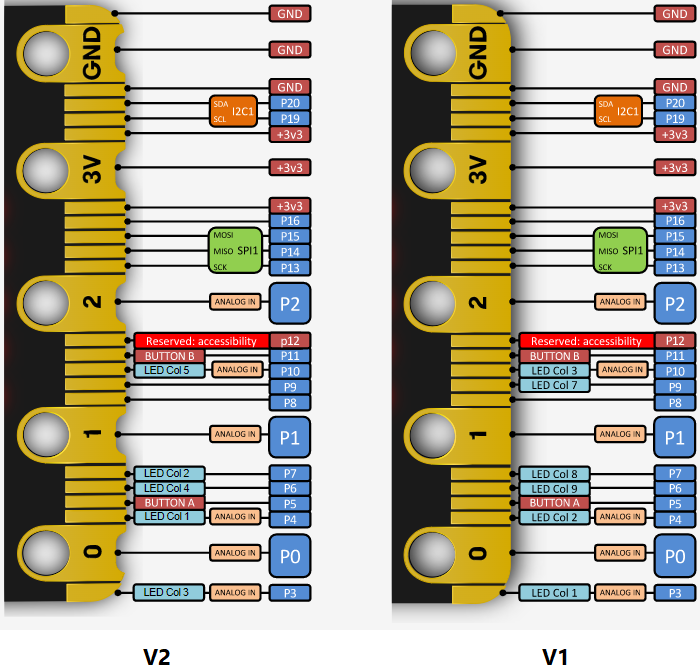 GND
GND
GND
SDA I2C1 P20
SCL P19
+3v3
3V +3v3
+3v3
P16
MOSI P15
MISO SPI1 P14
SCK P13
2 ANALOG IN P2
Reserved: accessibility p12
BUTTON B P11
LED Col 5 ANALOG IN P10
P9
P8
1 ANALOG IN P1
LED Col 2 P7
LED Col 4 P6
BUTTON A P5
LED Col 1 ANALOG IN P4
0 ANALOG IN P0
LED Col 3 ANALOG IN P3
V2
GND
GND
GND
GND
SDA I2C1 P20
SCL P19
+3v3
3V +3v3
+3v3
P16
MOSI P15
MISO SPI1 P14
SCK P13
2 ANALOG IN P2
Reserved: accessibility P12
BUTTON B P11
LED Col 3 ANALOG IN P10
LED Col 7 P9
P8
1 ANALOG IN P1
LED Col 8 P7
LED Col 9 P6
BUTTON A P5
LED Col 2 ANALOG IN P4
0 ANALOG IN P0
LED Col 1 ANALOG IN P3
V1